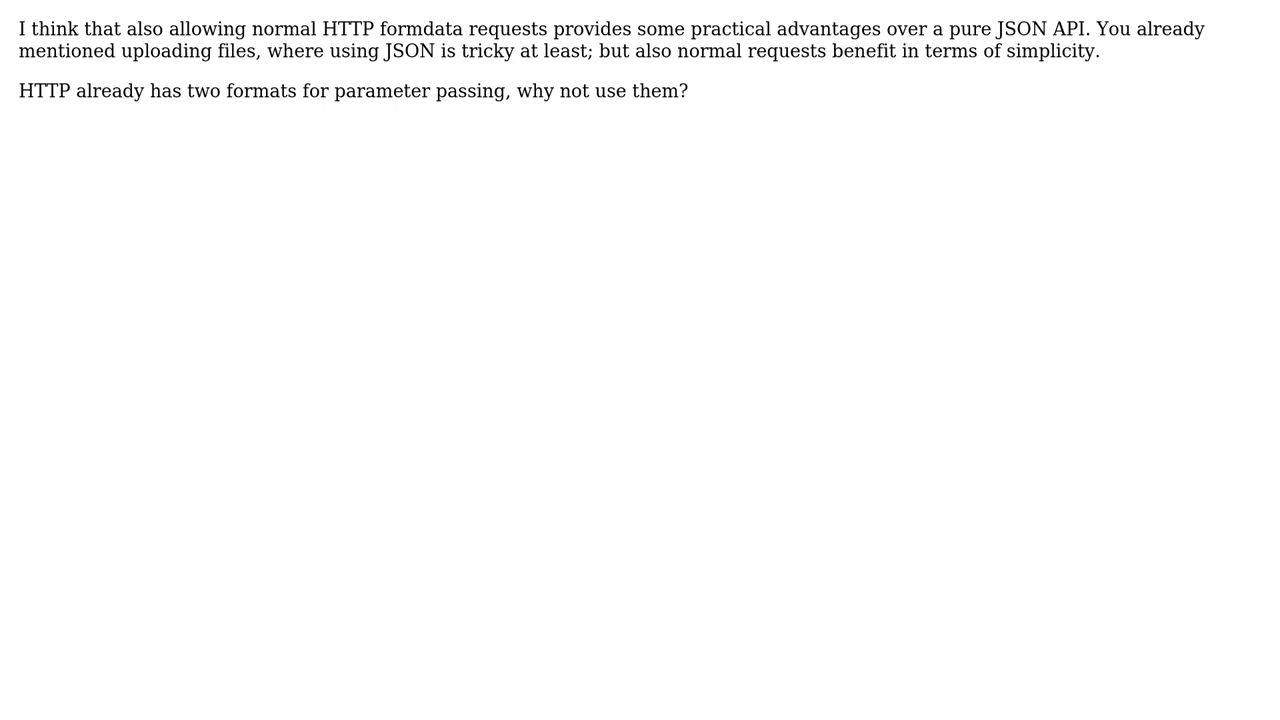 I think that also allowing normal HTTP formdata requests provides some practical advantages over a pure JSON API. You already
mentioned uploading files, where using JSON is tricky at least; but also normal requests benefit in terms of simplicity.
HTTP already has two formats for parameter passing, why not use them?